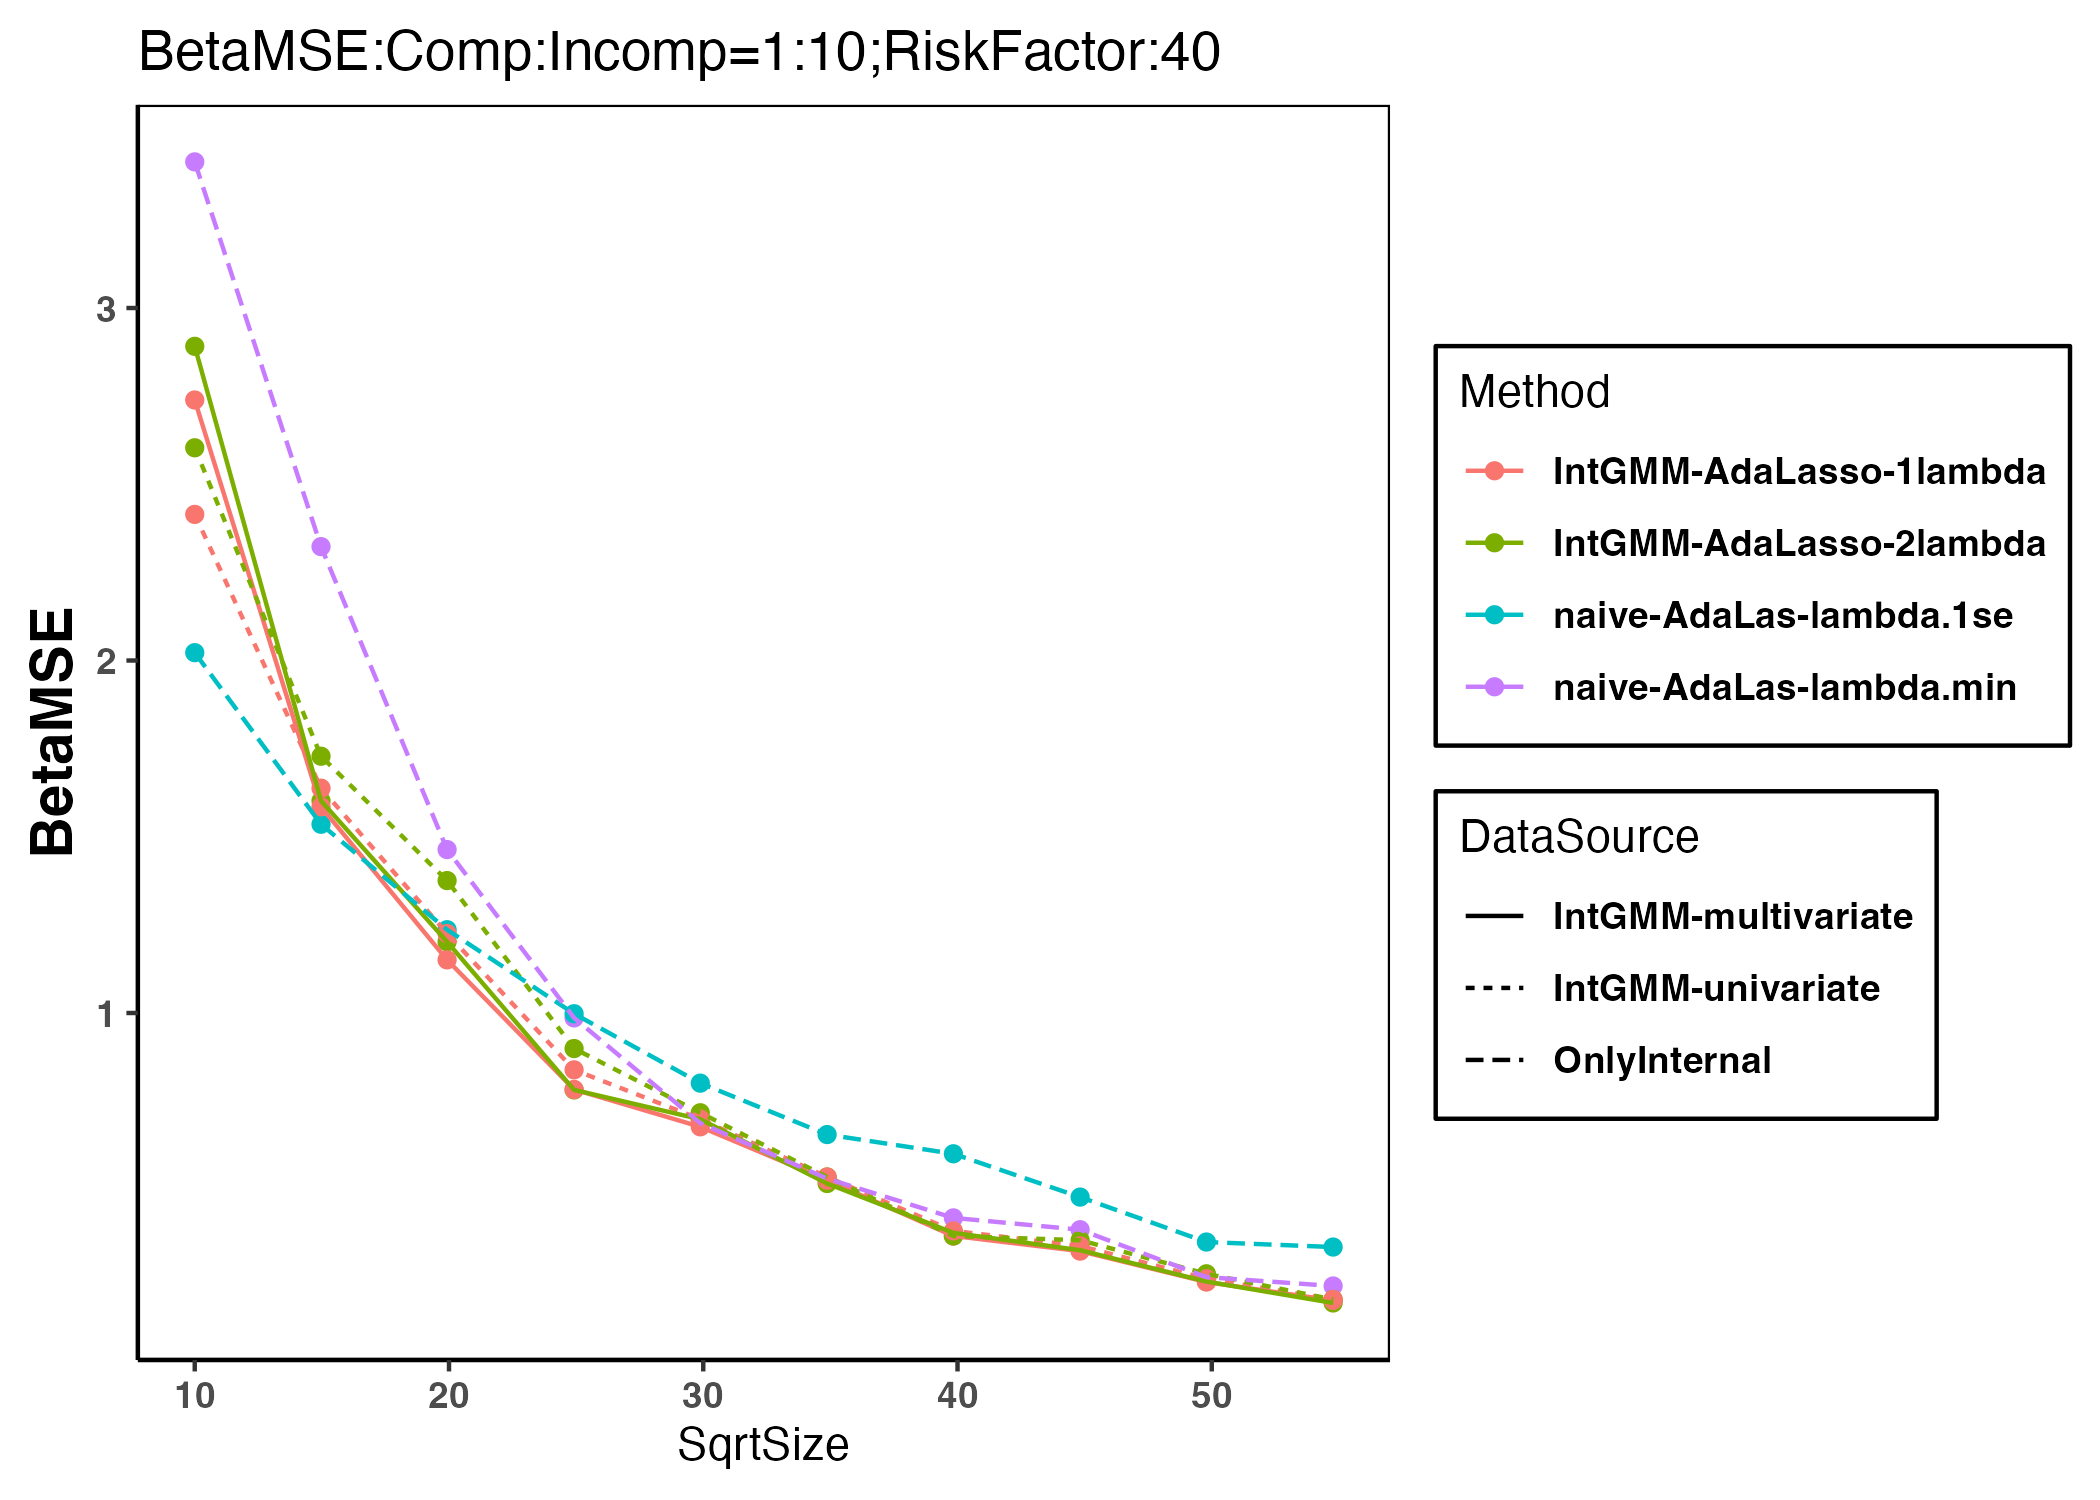 BetaMSE:Comp:Incomp=1:10;RiskFactor:40
BetaMSE
3
2
1
10 20 30 40 50
SqrtSize
Method
IntGMM-AdaLasso-1lambda
IntGMM-AdaLasso-2lambda
naive-AdaLas-lambda.1se
naive-AdaLas-lambda.min
DataSource
IntGMM-multivariate
IntGMM-univariate
OnlyInternal